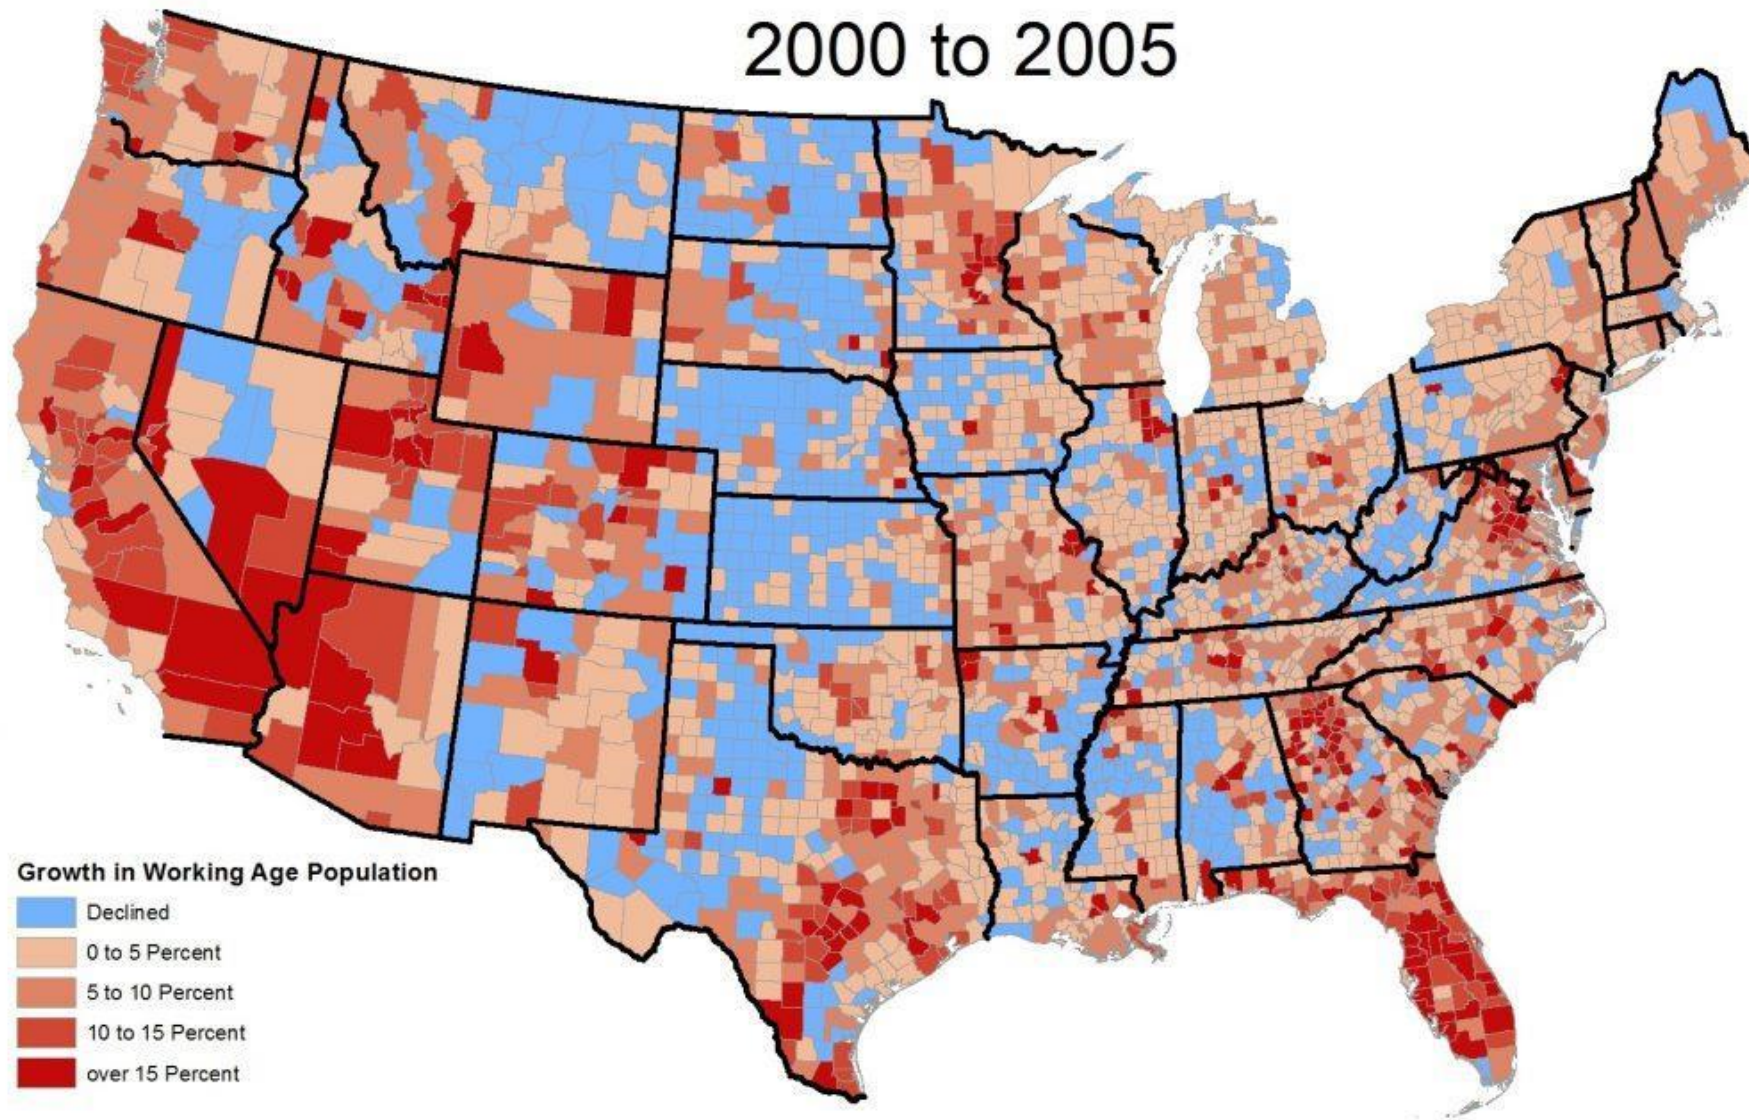 2000 to 2005
Growth in Working Age Population
Declined
0 to 5 Percent
5 to 10 Percent
10 to 15 Percent
over 15 Percent